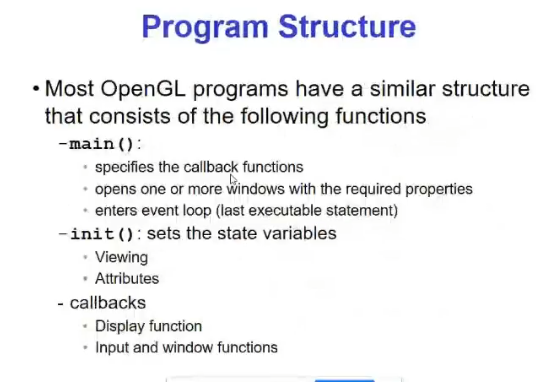 Program Structure
• Most OpenGL programs have a similar structure
that consists of the following functions
–main():
• specifies the callback functions
• opens one or more windows with the required properties
• enters event loop (last executable statement)
–init(): sets the state variables
• Viewing
• Attributes
- callbacks
• Display function
• Input and window functions